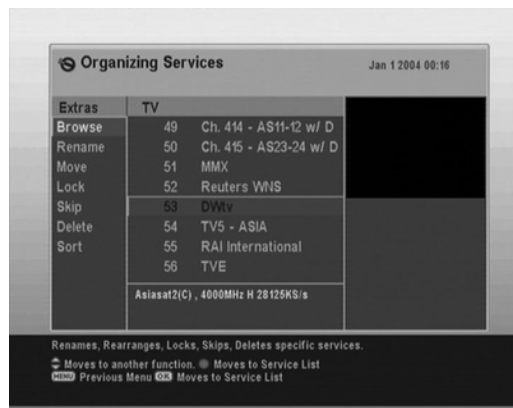 Organizing Services
Jan 1 2004 00:16
Extras
TV
Browse
Rename
Move
Lock
Skip
Delete
Sort
49 Ch. 414 - AS11-12 w/ D
50 Ch. 415 - AS23-24 w/ D
51 MMX
52 Reuters WNS
53 DWtv
54 TV5 - ASIA
55 RAI International
56 TVE
Asiasat2(C) , 4000MHz H 28125KS/s
Renames, Rearranges, Locks, Skips, Deletes specific services.
Moves to another function. Moves to Service List
MENU Previous Menu OK Moves to Service List